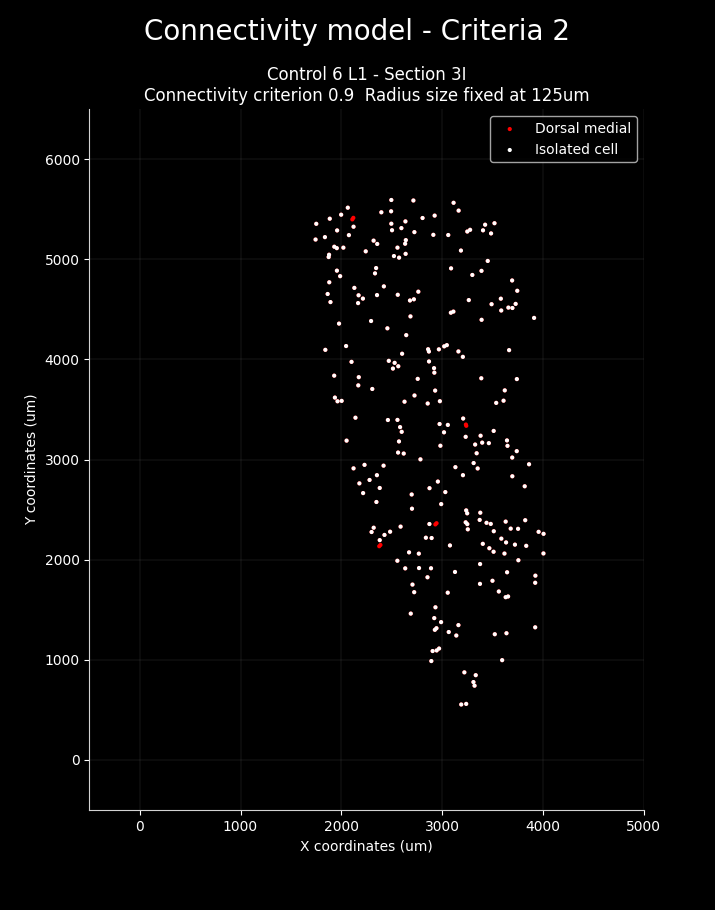 Connectivity model - Criteria 2
Control 6 L1 - Section 3I
Connectivity criterion 0.9  Radius size fixed at 125um
Dorsal medial
Isolated cell
6000
5000
4000
3000
2000
1000
0
Y coordinates (um)
0 1000 2000 3000 4000 5000
X coordinates (um)